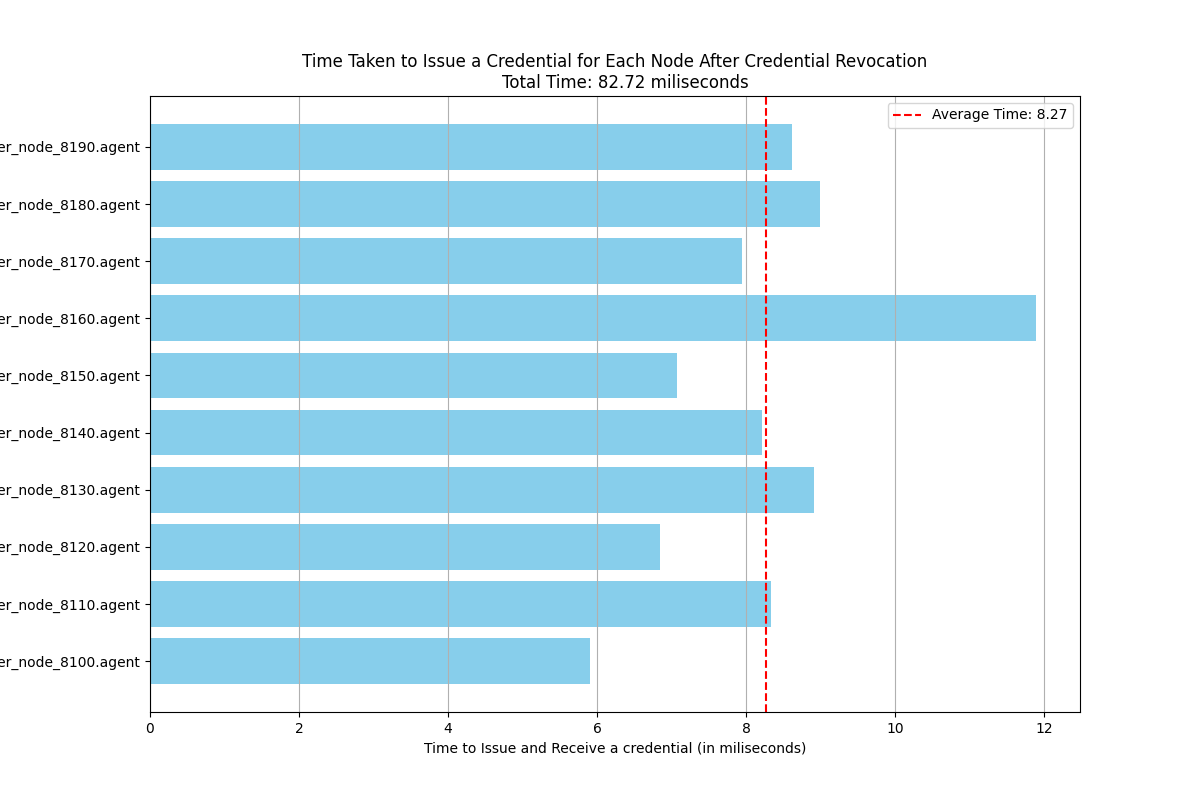 Time Taken to Issue a Credential for Each Node After Credential Revocation
Total Time: 82.72 miliseconds
Average Time: 8.27
er_node_8190.agent
er_node_8180.agent
er_node_8170.agent
er_node_8160.agent
er_node_8150.agent
er_node_8140.agent
er_node_8130.agent
er_node_8120.agent
er_node_8110.agent
er_node_8100.agent
0 2 4 6 8 10 12
Time to Issue and Receive a credential (in miliseconds)